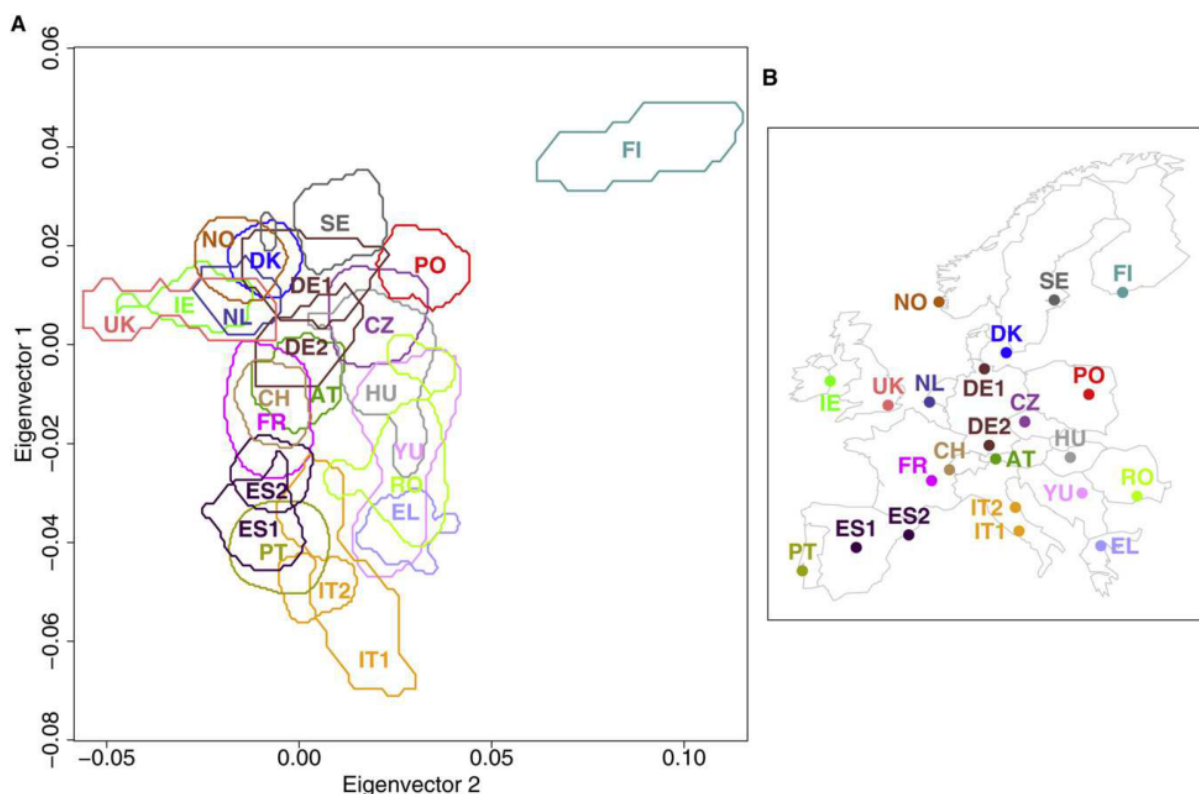 A
0.06
0.04
0.02
0.00
−0.02
−0.04
−0.06
−0.08
Eigenvector 1
FI
SE
NO
DK
PO
DE1
IE
NL
UK
CZ
DE2
CH
AT
HU
FR
YU
ES2
RO
EL
ES1
PT
IT2
IT1
−0.05
0.00
0.05
0.10
Eigenvector 2
B
SE
FI
NO
DK
UK
NL
DE1
PO
IE
CZ
DE2
HU
CH
AT
FR
RO
YU
IT2
ES1
ES2
IT1
PT
EL